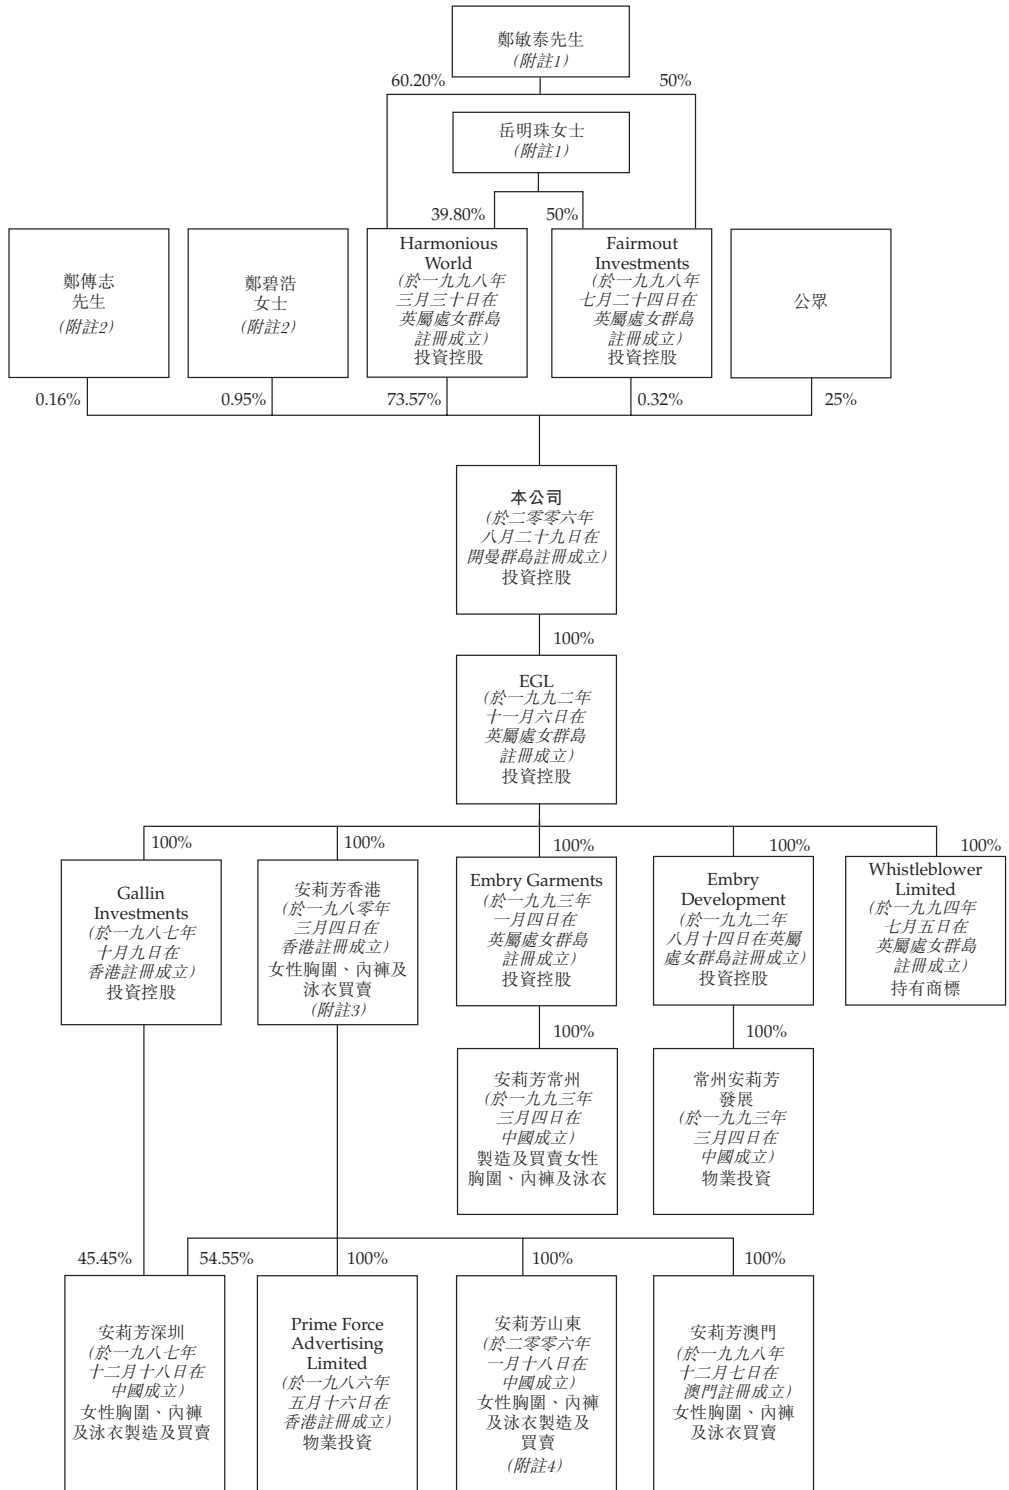 鄭敏泰先生
(附註1)
60.20%
50%
岳明珠女士
(附註1)
39.80%
50%
鄭傳志
先生
(附註2)
鄭碧浩
女士
(附註2)
Harmonious
World
(於一九九八年
三月三十日在
英屬處女群島
註冊成立)
投資控股
Fairmout
Investments
(於一九九八年
七月二十四日在
英屬處女群島
註冊成立)
投資控股
公眾
0.16%
0.95%
73.57%
0.32%
25%
本公司
(於二零零六年
八月二十九日在
開曼群島註冊成立)
投資控股
100%
EGL
(於一九九二年
十一月六日在
英屬處女群島
註冊成立)
投資控股
100%
100%
100%
100%
100%
Gallin
Investments
(於一九八七年
十月九日在
香港註冊成立)
投資控股
安莉芳香港
(於一九八零年
三月四日在
香港註冊成立)
女性胸圍、內褲及
泳衣買賣
(附註3)
Embry Garments
(於一九九三年
一月四日在
英屬處女群島
註冊成立)
投資控股
Embry
Development
(於一九九二年
八月十四日在英屬
處女群島註冊成立)
投資控股
Whistleblower
Limited
(於一九九四年
七月五日在
英屬處女群島
註冊成立)
持有商標
100%
100%
安莉芳常州
(於一九九三年
三月四日在
中國成立)
製造及買賣女性
胸圍、內褲及泳衣
常州安莉芳
發展
(於一九九三年
三月四日在
中國成立)
物業投資
45.45%
54.55%
100%
100%
100%
安莉芳深圳
(於一九八七年
十二月十八日在
中國成立)
女性胸圍、內褲
及泳衣製造及買賣
Prime Force
Advertising
Limited
(於一九八六年
五月十六日在
香港註冊成立)
物業投資
安莉芳山東
(於二零零六年
一月十八日在
中國成立)
女性胸圍、內褲
及泳衣製造及
買賣
(附註4)
安莉芳澳門
(於一九九八年
十二月七日在
澳門註冊成立)
女性胸圍、內褲
及泳衣買賣